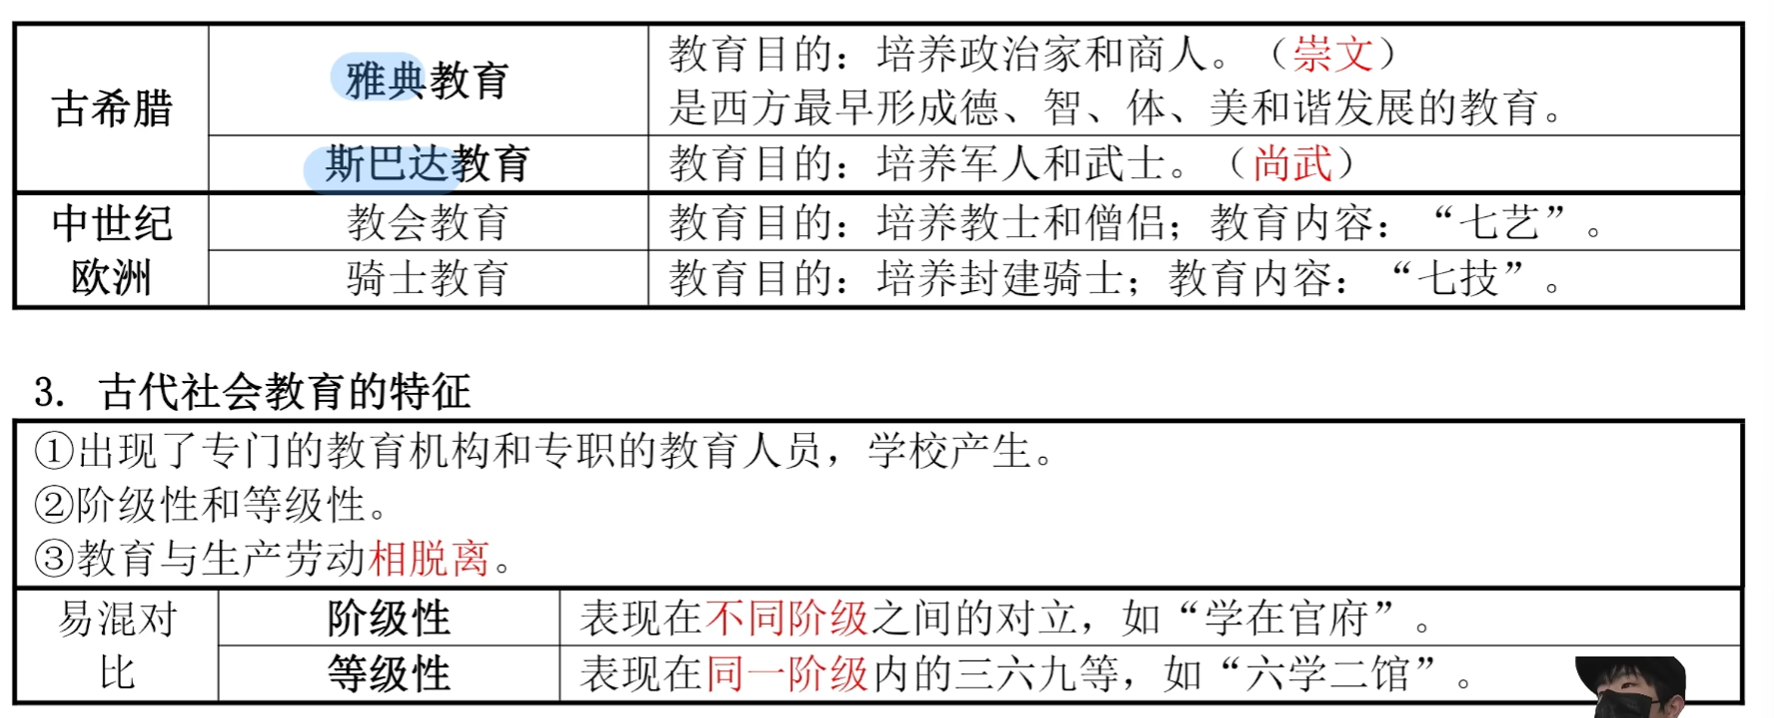 古希腊
雅典教育
教育目的：培养政治家和商人。（崇文）
是西方最早形成德、智、体、美和谐发展的教育。
斯巴达教育
教育目的：培养军人和武士。（尚武）
中世纪
欧洲
教会教育
教育目的：培养教士和僧侣；教育内容：“七艺”。
骑士教育
教育目的：培养封建骑士；教育内容：“七技”。
3. 古代社会教育的特征
①出现了专门的教育机构和专职的教育人员，学校产生。
②阶级性和等级性。
③教育与生产劳动相脱离。
易混对
比
阶级性
表现在不同阶级之间的对立，如“学在官府”。
等级性
表现在同一阶级内的三六九等，如“六学二馆”。